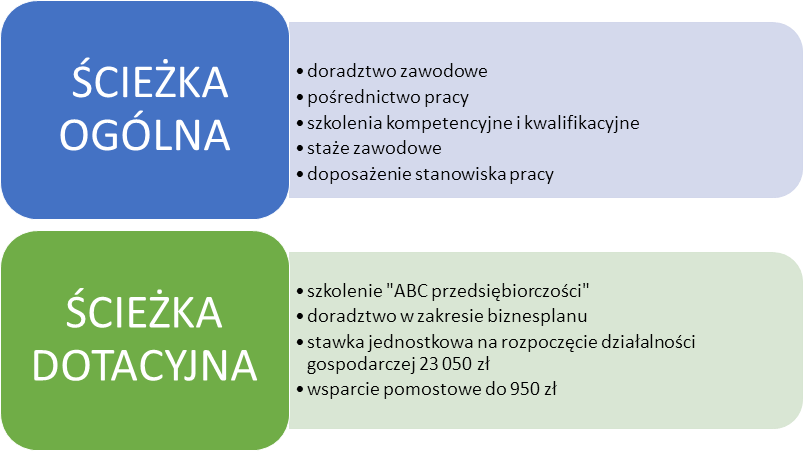 ŚCIEŻKA
OGÓLNA
• doradztwo zawodowe
• pośrednictwo pracy
• szkolenia kompetencyjne i kwalifikacyjne
• staże zawodowe
• doposażenie stanowiska pracy
ŚCIEŻKA
DOTACYJNA
• szkolenie "ABC przedsiębiorczości"
• doradztwo w zakresie biznesplanu
• stawka jednostkowa na rozpoczęcie działalności
gospodarczej 23 050 zł
• wsparcie pomostowe do 950 zł